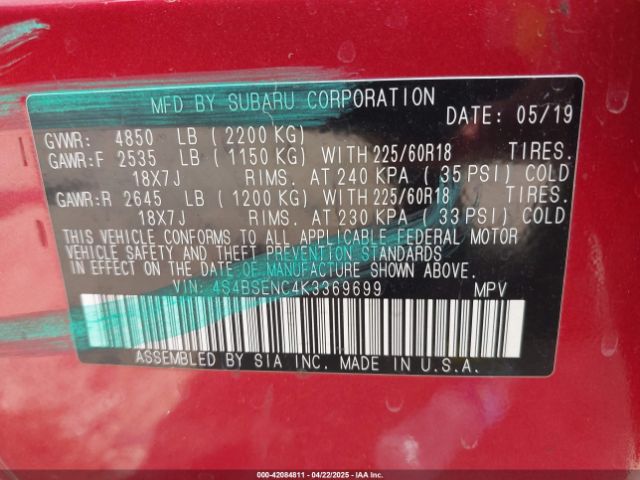 MFD BY SUBARU CORPORATION
DATE: 05/19
GVWR: 4850 LB ( 2200 KG)
GAWR:F 2535 LB ( 1150 KG) WITH 225/60R18 TIRES.
18X7J RIMS. AT 240 KPA ( 35 PSI) COLD
GAWR:R 2645 LB ( 1200 KG) WITH 225/60R18 TIRES.
18X7J RIMS. AT 230 KPA ( 33 PSI) COLD
THIS VEHICLE CONFORMS TO ALL APPLICABLE FEDERAL MOTOR
VEHICLE SAFETY AND THEFT PREVENTION STANDARDS
IN EFFECT ON THE DATE OF MANUFACTURE SHOWN ABOVE.
VIN: 4S4BSENC4K3369699 MPV
ASSEMBLED BY SIA INC. MADE IN U.S.A.
000-42084811 - 04/22/2025 - IAAI.COM